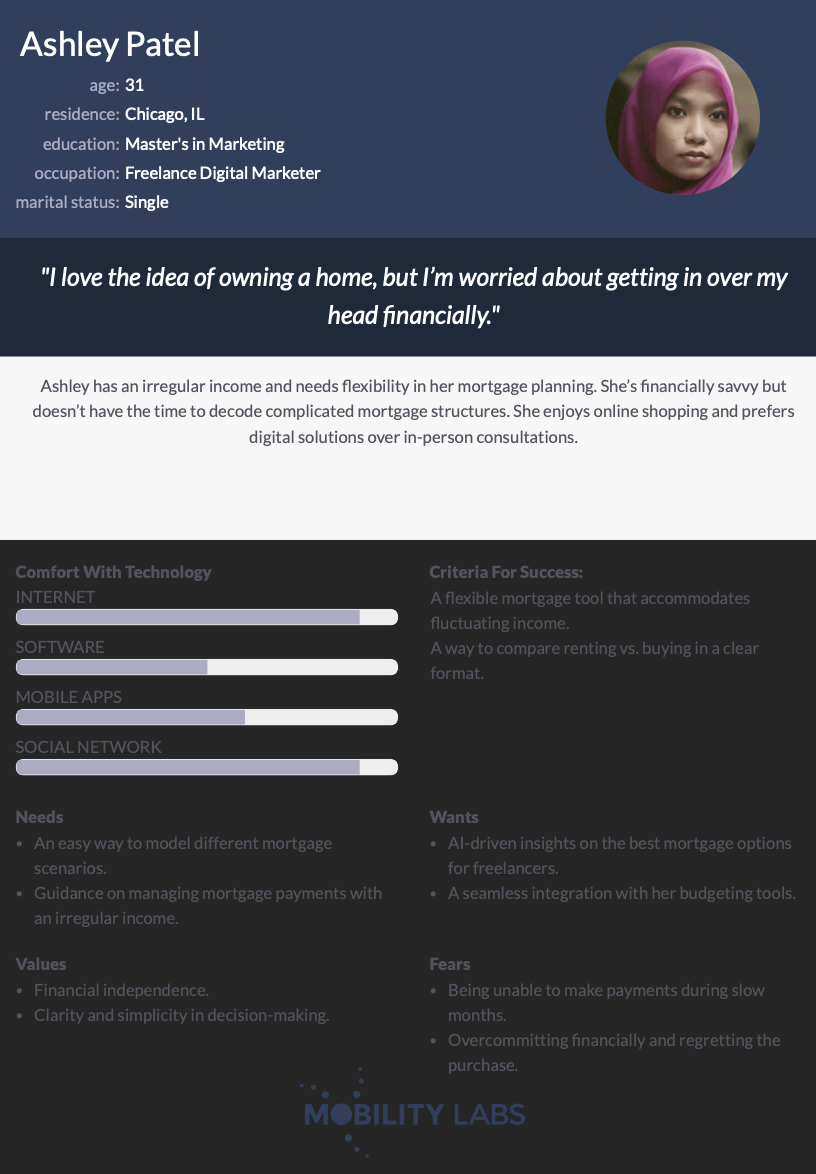 Ashley Patel
age: 31
residence: Chicago, IL
education: Master's in Marketing
occupation: Freelance Digital Marketer
marital status: Single
"I love the idea of owning a home, but I’m worried about getting in over my
head financially."
Ashley has an irregular income and needs flexibility in her mortgage planning. She’s financially savvy but
doesn’t have the time to decode complicated mortgage structures. She enjoys online shopping and prefers
digital solutions over in-person consultations.
Comfort With Technology
INTERNET
SOFTWARE
MOBILE APPS
SOCIAL NETWORK
Criteria For Success:
A flexible mortgage tool that accommodates
fluctuating income.
A way to compare renting vs. buying in a clear
format.
Needs
• An easy way to model different mortgage
scenarios.
• Guidance on managing mortgage payments with
an irregular income.
Wants
• AI-driven insights on the best mortgage options
for freelancers.
• A seamless integration with her budgeting tools.
Values
• Financial independence.
• Clarity and simplicity in decision-making.
Fears
• Being unable to make payments during slow
months.
• Overcommitting financially and regretting the
purchase.
MOBILITY LABS